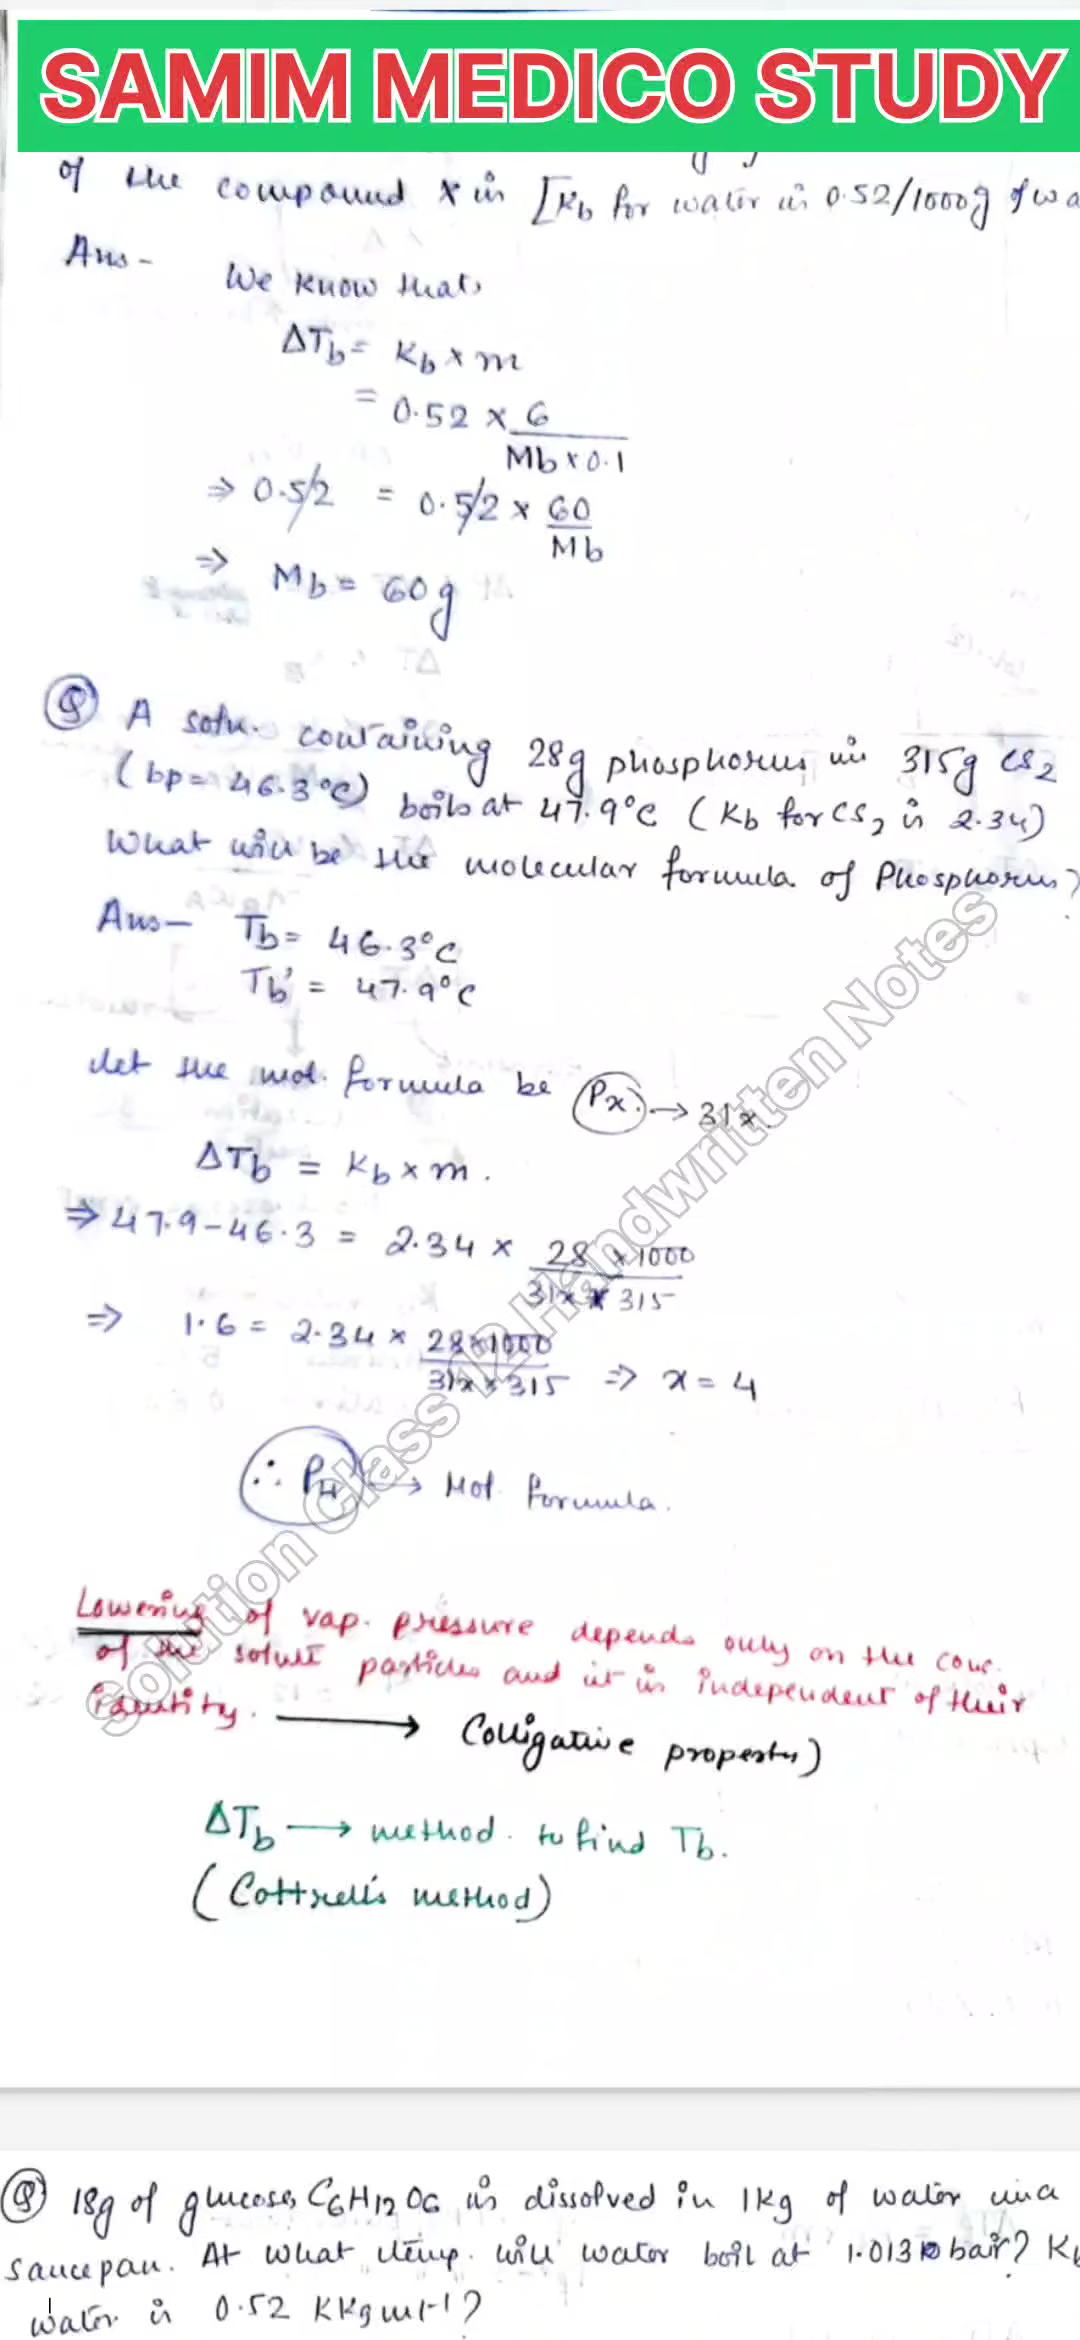 SAMIM MEDICO STUDY
of the compound X is [Kb for water is 0.52/1000g of wa
Ans - We know that,
ΔTb = Kb × m
= 0.52 × 6 / Mb × 0.1
⇒ 0.52 = 0.52 × 60 / Mb
⇒ Mb = 60g
Q A soln. containing 28g phosphorus in 315g CS2
(bp = 46.3°C) boils at 47.9°C (Kb for CS2 is 2.34)
What will be the molecular formula of Phosphorus?
Ans - Tb = 46.3°C
Tb' = 47.9°C
Let the mol. formula be Px → 31x.
ΔTb = Kb × m.
⇒ 47.9 - 46.3 = 2.34 × 28 × 1000 / 31x × 315
⇒ 1.6 = 2.34 × 28 × 1000 / 31x × 315 ⇒ x = 4
∴ P4 → Mol. formula.
Lowering of vap. pressure depends only on the conc.
of the solute particles and it is independent of their
identity. → Colligative property)
ΔTb → method. to find Tb.
(Cottrell's method)
Solution Class 12 Handwritten Notes
Q 18g of glucose, C6H12O6 is dissolved in 1kg of water in a
saucepan. At what temp. will water boil at 1.013 bar? Kb
water is 0.52 K Kg mol-1?